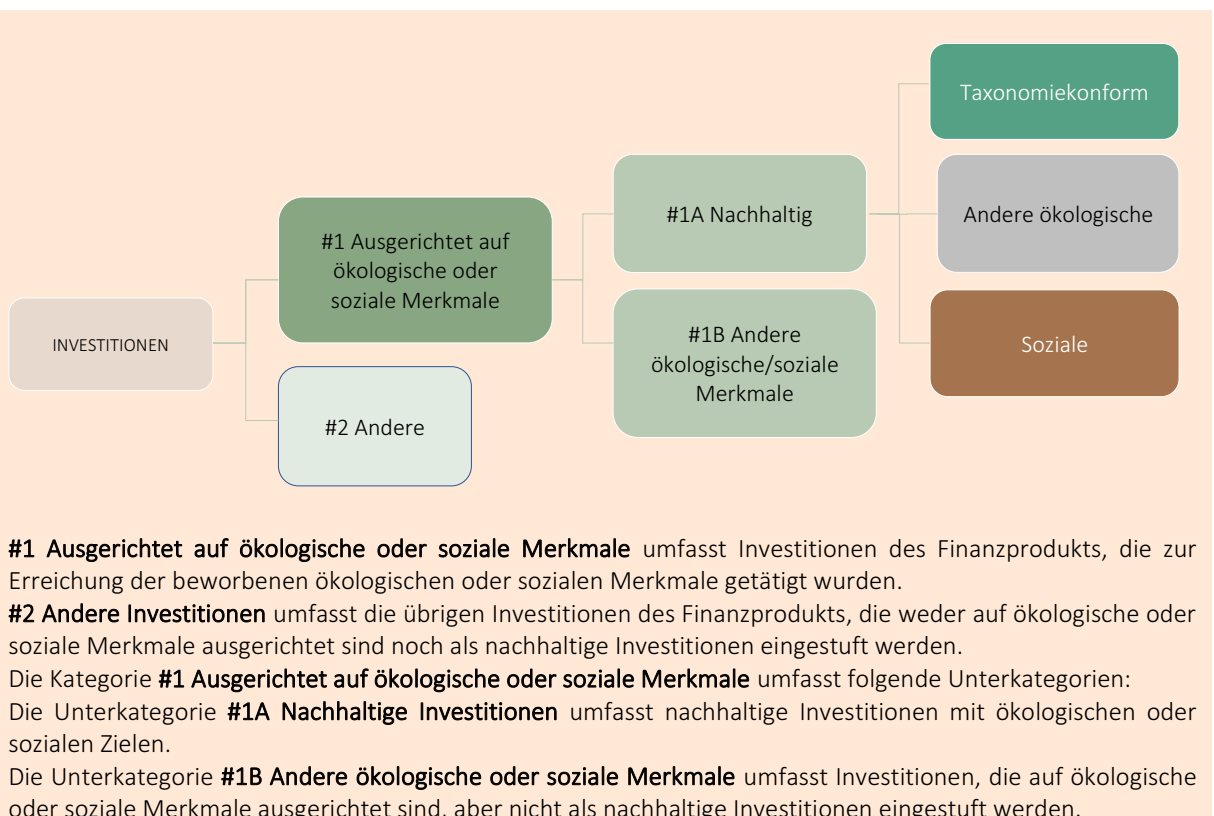 Taxonomiekonform
#1A Nachhaltig
Andere ökologische
#1 Ausgerichtet auf
ökologische oder
soziale Merkmale
INVESTITIONEN
#1B Andere
ökologische/soziale
Merkmale
Soziale
#2 Andere
#1 Ausgerichtet auf ökologische oder soziale Merkmale umfasst Investitionen des Finanzprodukts, die zur
Erreichung der beworbenen ökologischen oder sozialen Merkmale getätigt wurden.
#2 Andere Investitionen umfasst die übrigen Investitionen des Finanzprodukts, die weder auf ökologische oder
soziale Merkmale ausgerichtet sind noch als nachhaltige Investitionen eingestuft werden.
Die Kategorie #1 Ausgerichtet auf ökologische oder soziale Merkmale umfasst folgende Unterkategorien:
Die Unterkategorie #1A Nachhaltige Investitionen umfasst nachhaltige Investitionen mit ökologischen oder
sozialen Zielen.
Die Unterkategorie #1B Andere ökologische oder soziale Merkmale umfasst Investitionen, die auf ökologische
oder soziale Merkmale ausgerichtet sind, aber nicht als nachhaltige Investitionen eingestuft werden.